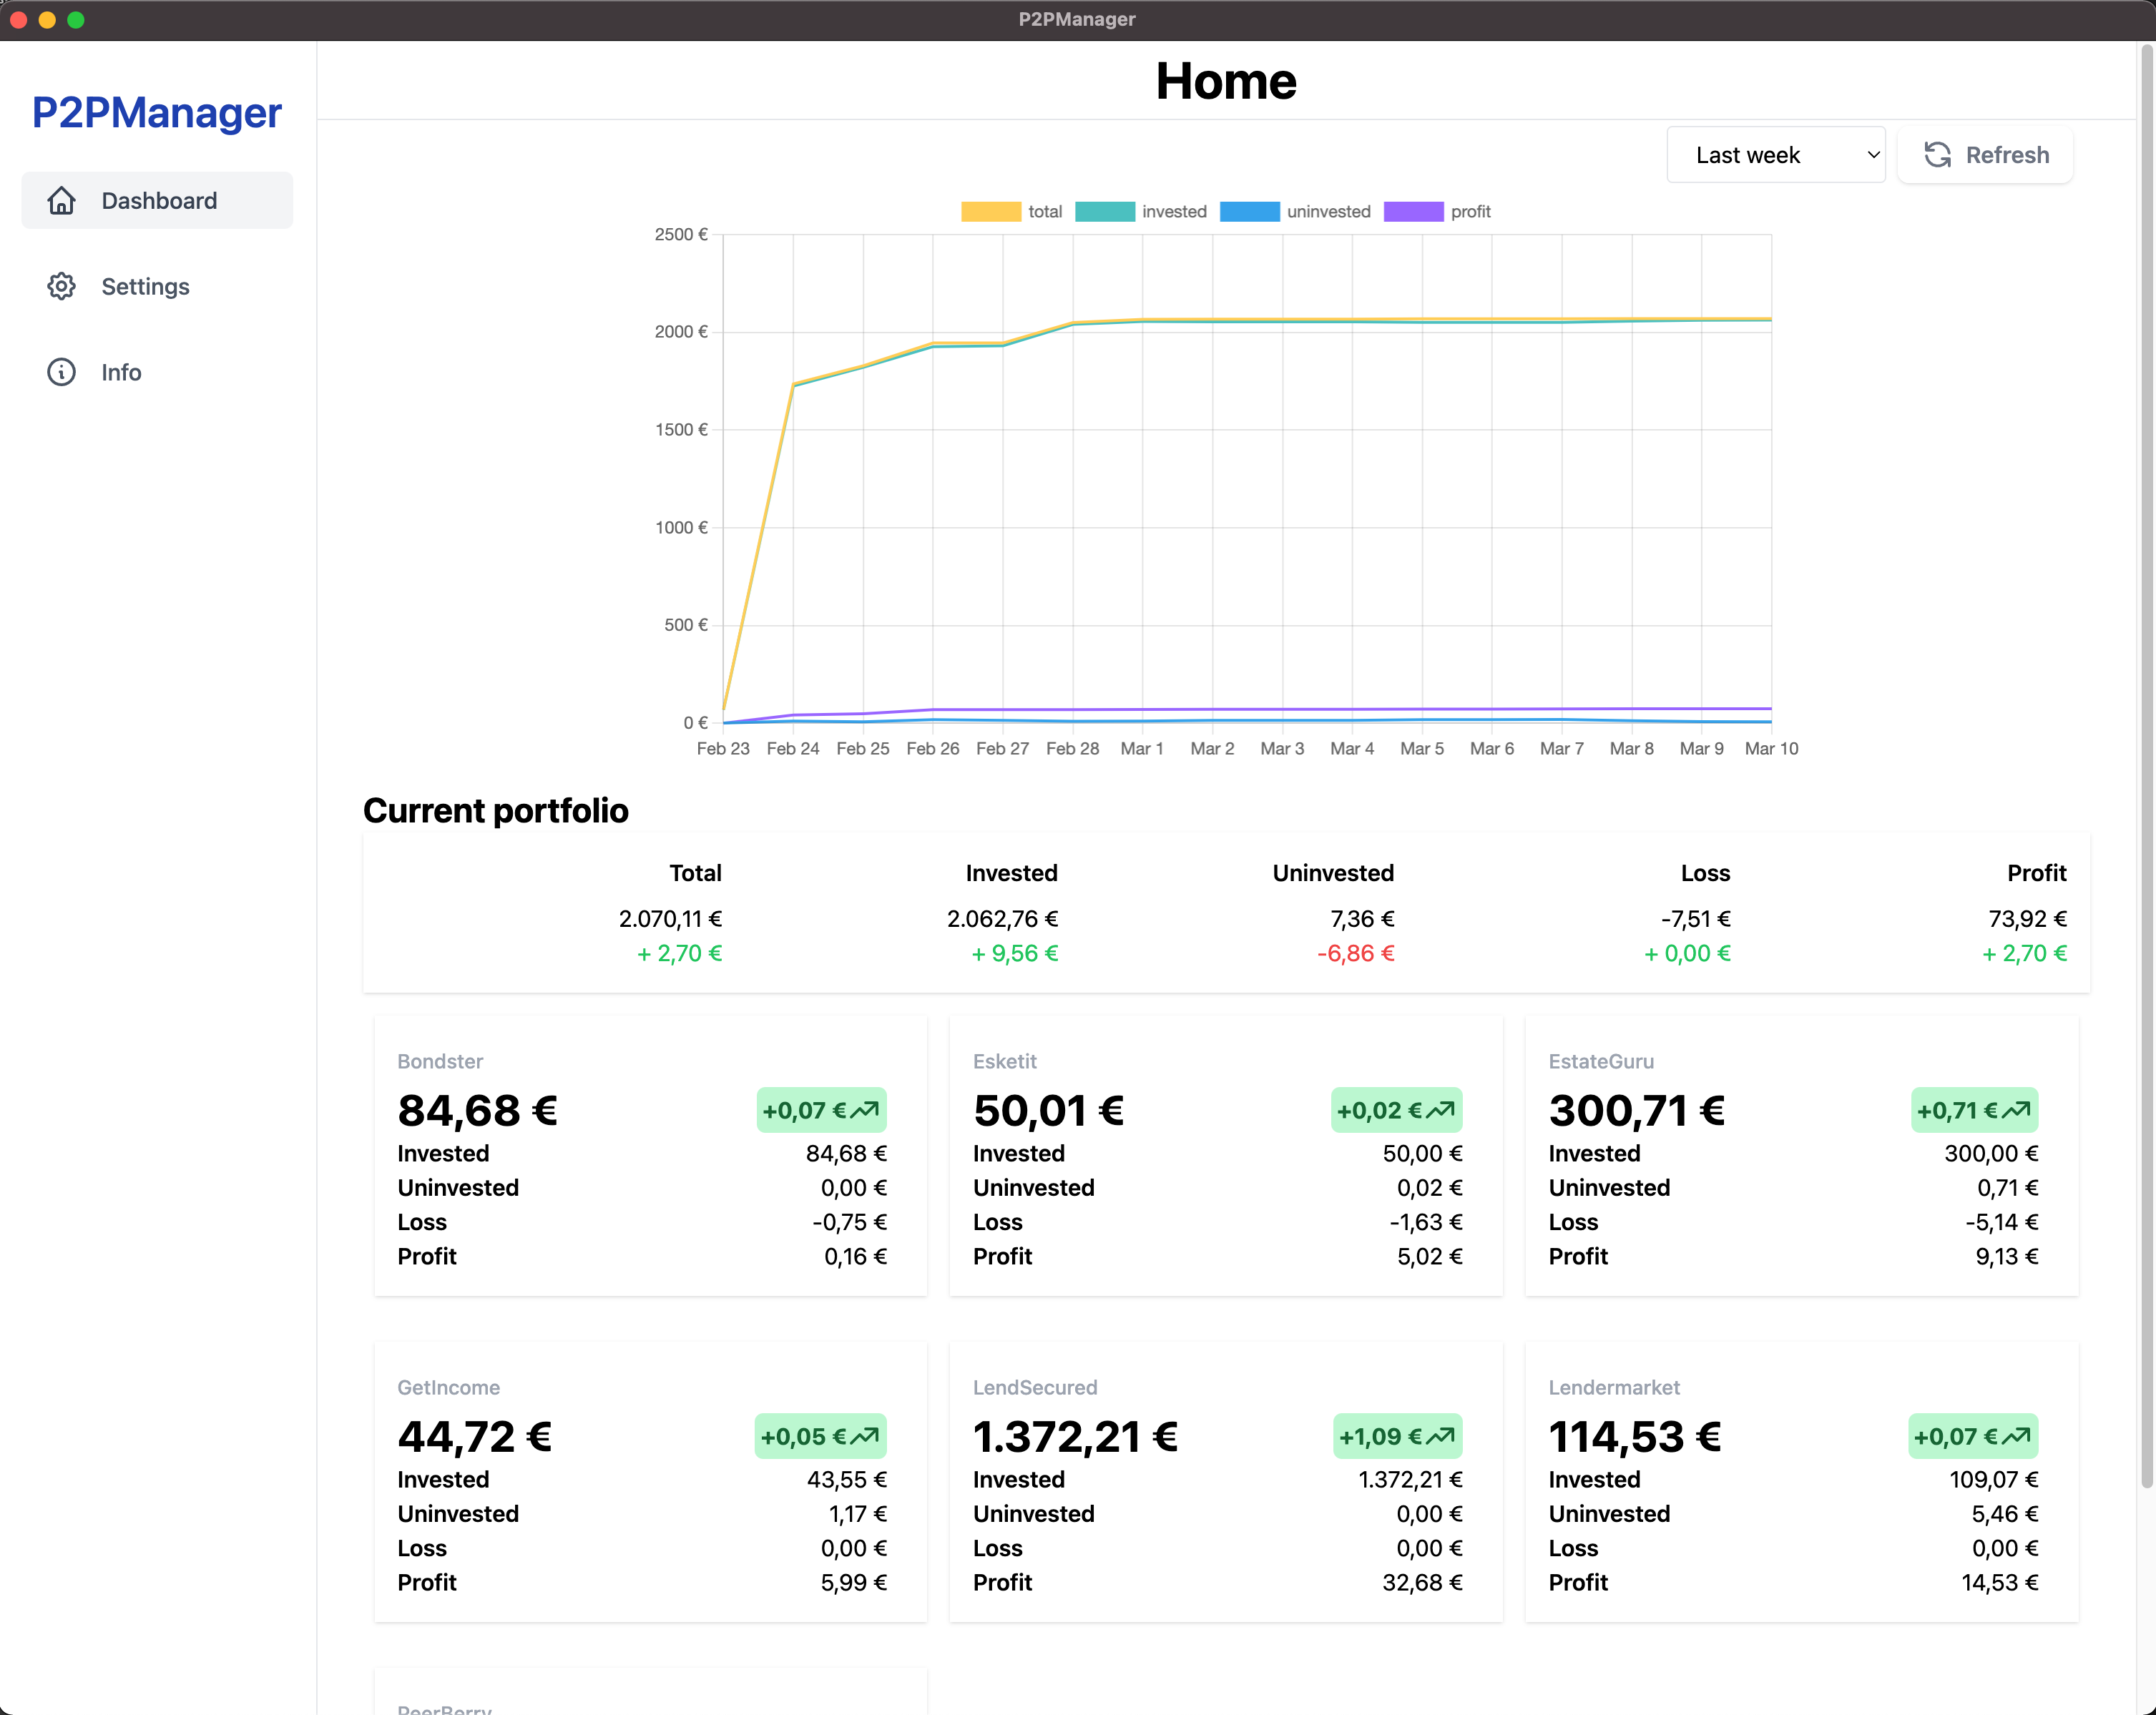 P2PManager
P2PManager
Home
Dashboard
Settings
Info
Last week
Refresh
total invested uninvested profit
2500 €
2000 €
1500 €
1000 €
500 €
0 €
Feb 23 Feb 24 Feb 25 Feb 26 Feb 27 Feb 28 Mar 1 Mar 2 Mar 3 Mar 4 Mar 5 Mar 6 Mar 7 Mar 8 Mar 9 Mar 10
Current portfolio
Total Invested Uninvested Loss Profit
2.070,11 € 2.062,76 € 7,36 € -7,51 € 73,92 €
+ 2,70 € + 9,56 € -6,86 € + 0,00 € + 2,70 €
Bondster
84,68 € +0,07 €
Invested 84,68 €
Uninvested 0,00 €
Loss -0,75 €
Profit 0,16 €
Esketit
50,01 € +0,02 €
Invested 50,00 €
Uninvested 0,02 €
Loss -1,63 €
Profit 5,02 €
EstateGuru
300,71 € +0,71 €
Invested 300,00 €
Uninvested 0,71 €
Loss -5,14 €
Profit 9,13 €
GetIncome
44,72 € +0,05 €
Invested 43,55 €
Uninvested 1,17 €
Loss 0,00 €
Profit 5,99 €
LendSecured
1.372,21 € +1,09 €
Invested 1.372,21 €
Uninvested 0,00 €
Loss 0,00 €
Profit 32,68 €
Lendermarket
114,53 € +0,07 €
Invested 109,07 €
Uninvested 5,46 €
Loss 0,00 €
Profit 14,53 €
PeerBerry